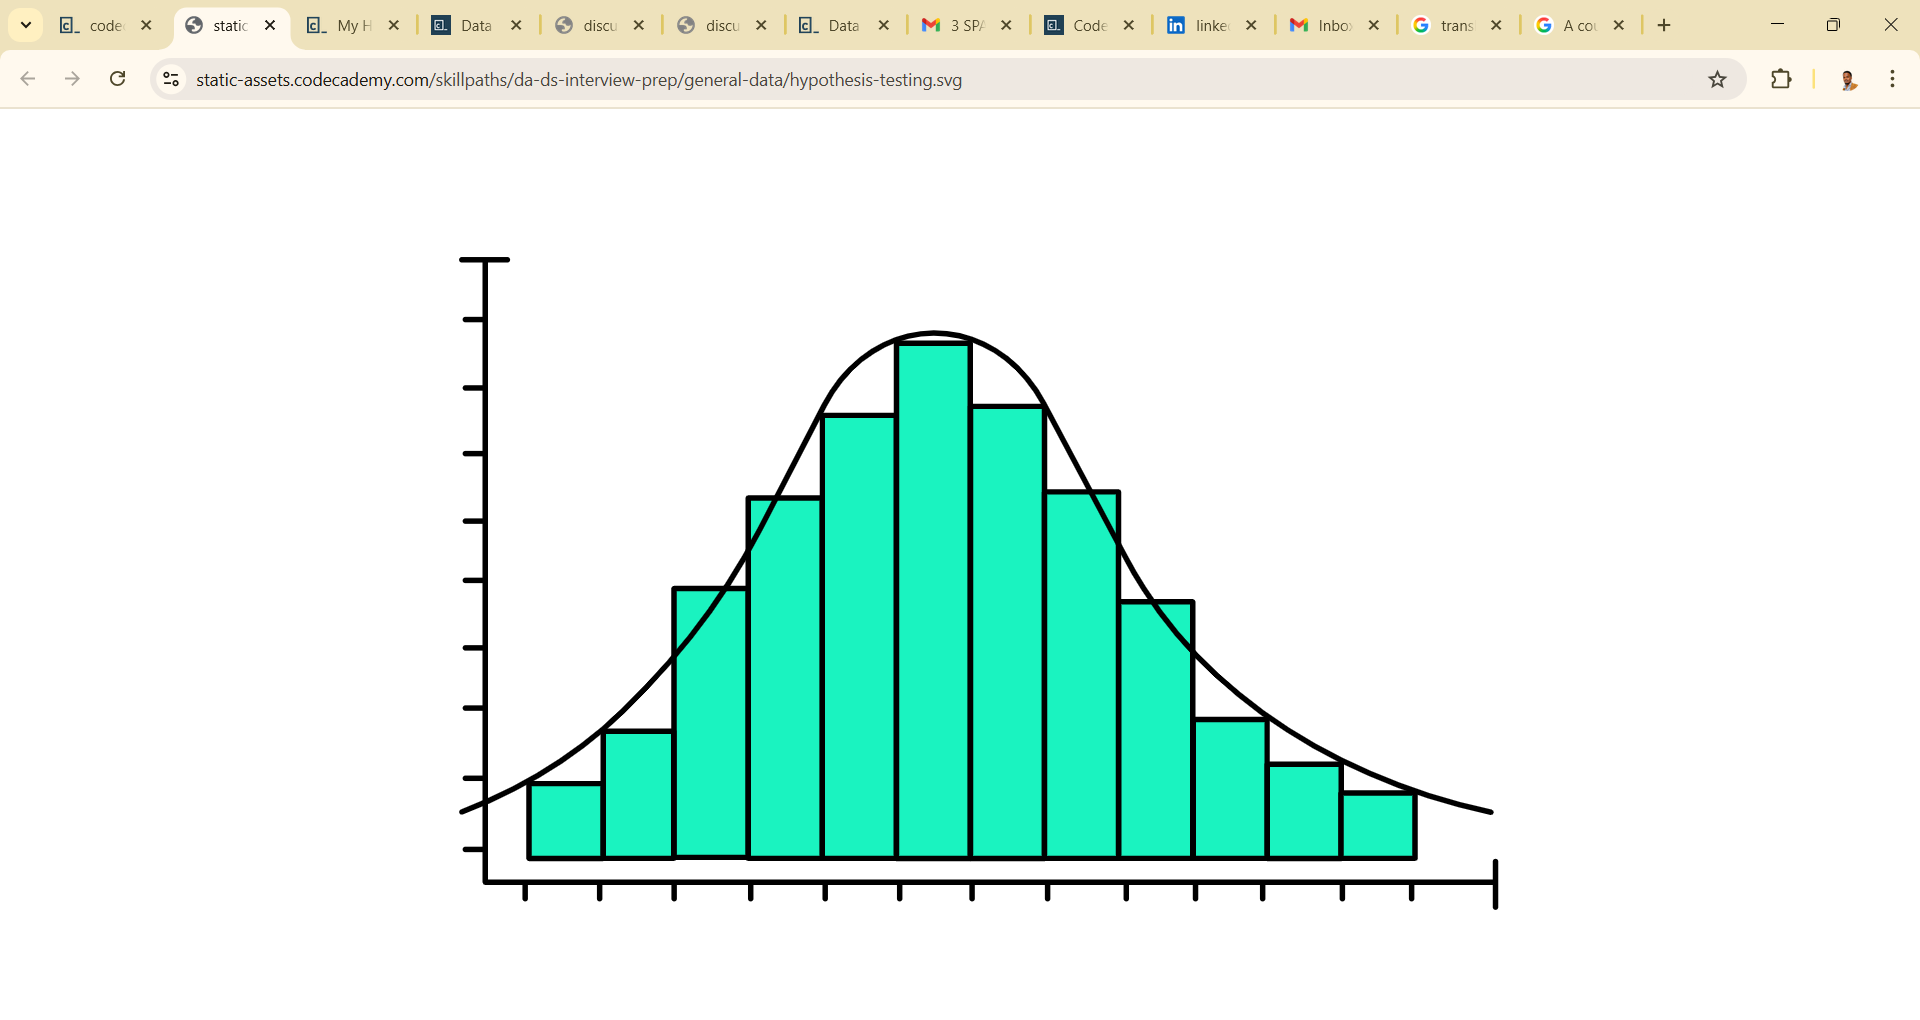 code
static
My H
Data
discu
discu
Data
3 SPA
Code
linke
Inbo
trans
A cou
static-assets.codecademy.com/skillpaths/da-ds-interview-prep/general-data/hypothesis-testing.svg